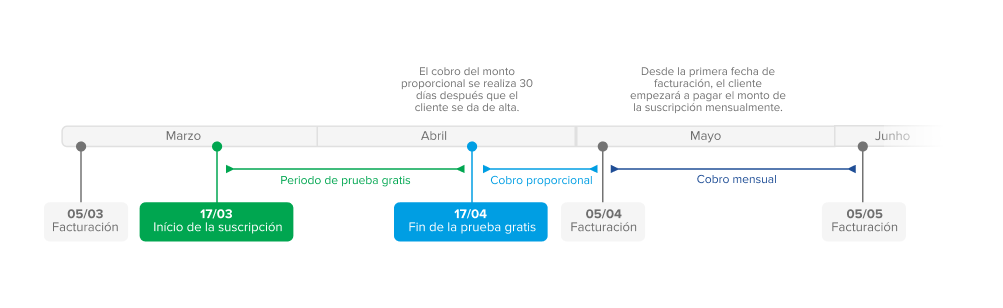 El cobro del monto
proporcional se realiza 30
días después que el
cliente se da de alta.
Desde la primera fecha de
facturación, el cliente
empezará a pagar el monto de
la suscripción mensualmente.
Marzo
Abril
Mayo
Junho
Periodo de prueba gratis
Cobro proporcional
Cobro mensual
05/03
Facturación
17/03
Início de la suscripción
17/04
Fin de la prueba gratis
05/04
Facturación
05/05
Facturación